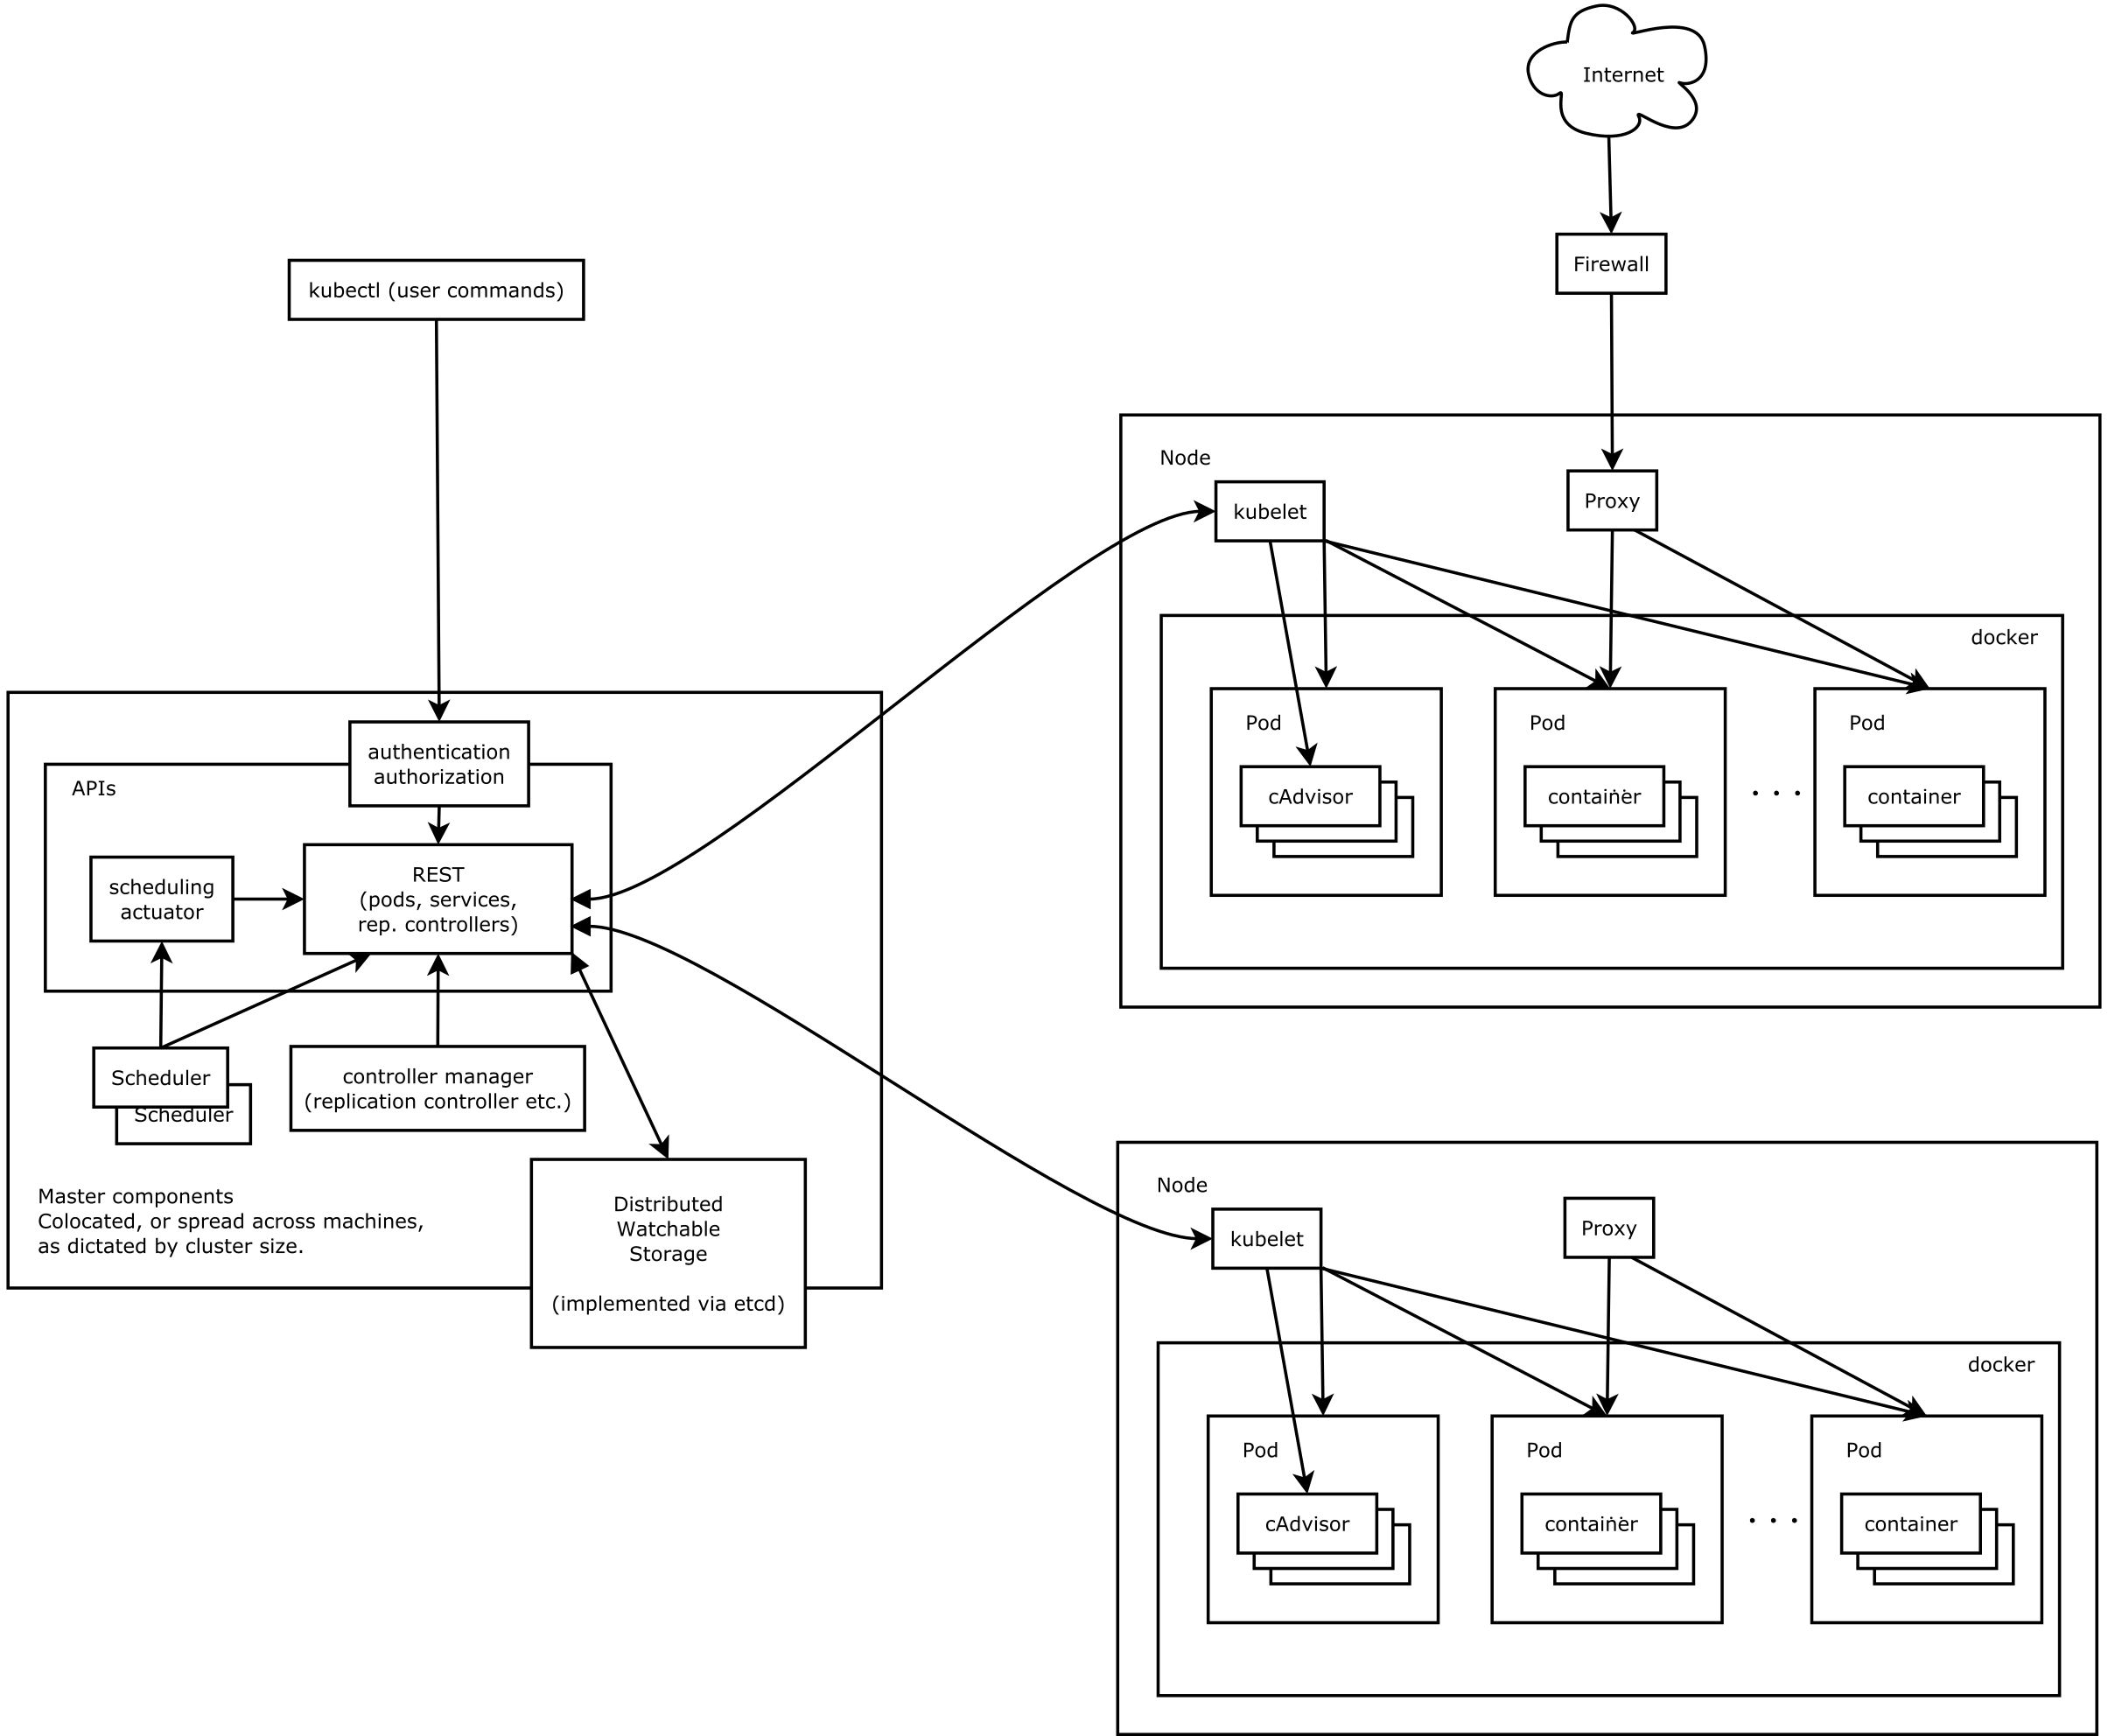 Internet
Firewall
kubectl (user commands)
Node
kubelet
Proxy
docker
Pod
cAdvisor
Pod
container
. . .
Pod
container
authentication
authorization
APIs
scheduling
actuator
REST
(pods, services,
rep. controllers)
Scheduler
Scheduler
controller manager
(replication controller etc.)
Master components
Colocated, or spread across machines,
as dictated by cluster size.
Distributed
Watchable
Storage
(implemented via etcd)
Node
kubelet
Proxy
docker
Pod
cAdvisor
Pod
container
. . .
Pod
container